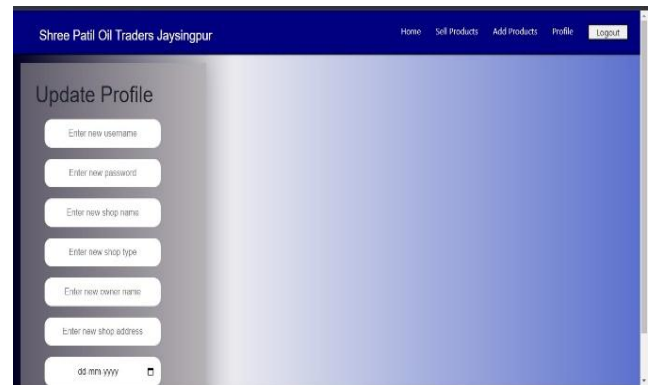 Shree Patil Oil Traders Jaysingpur
Home Sell Products Add Products Profile Logout
Update Profile
Enter new username
Enter new password
Enter new shop name
Enter new shop type
Enter new owner name
Enter new shop address
dd mm yyyy